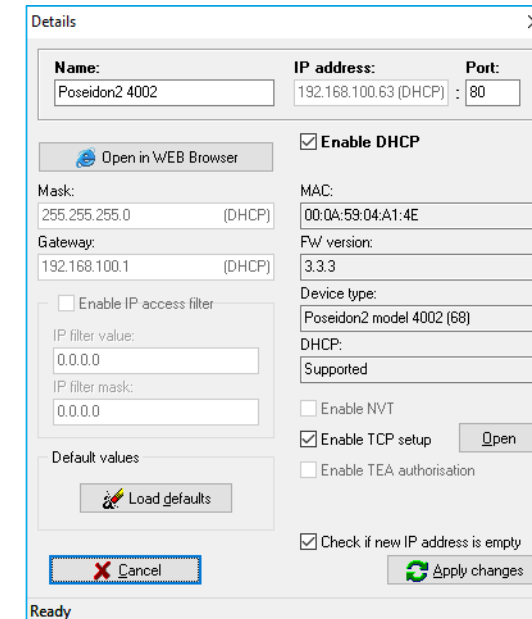 Details
Name:
IP address:
Port:
Poseidon2 4002
192.168.100.63 (DHCP) : 80
Open in WEB Browser
Enable DHCP
Mask:
255.255.255.0 (DHCP)
Gateway:
192.168.100.1 (DHCP)
MAC:
00:0A:59:04:A1:4E
FW version:
3.3.3
Device type:
Poseidon2 model 4002 (68)
DHCP:
Supported
Enable IP access filter
IP filter value:
0.0.0.0
IP filter mask:
0.0.0.0
Enable NVT
Enable TCP setup
Open
Enable TEA authorisation
Default values
Load defaults
Check if new IP address is empty
Cancel
Apply changes
Ready